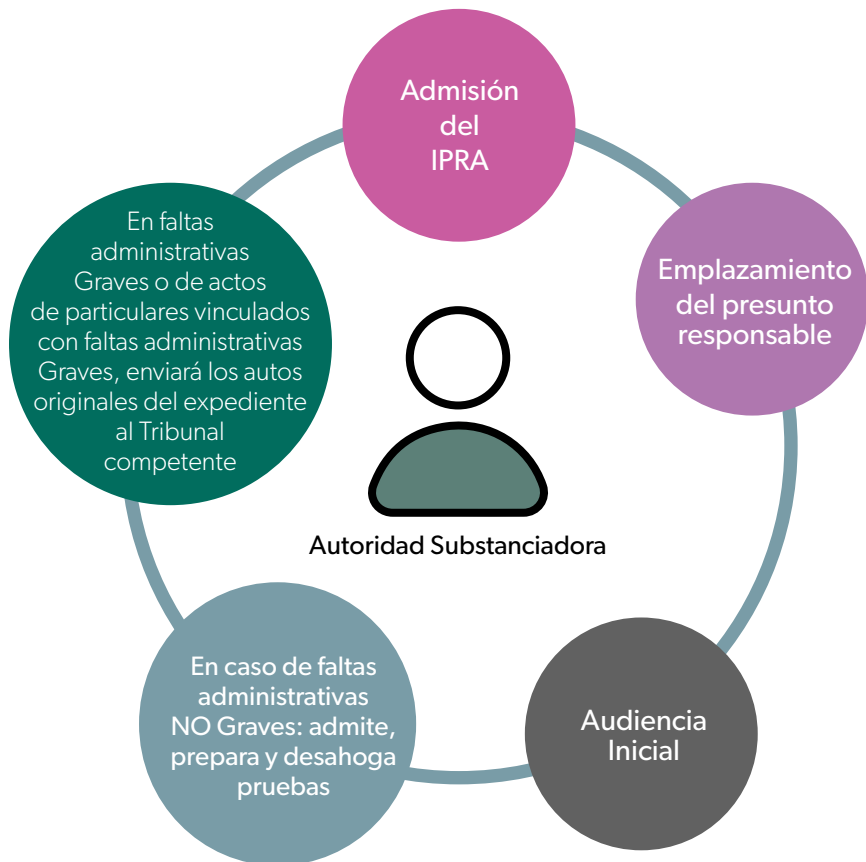 Admisión
del
IPRA
Emplazamiento
del presunto
responsable
Audiencia
Inicial
En caso de faltas
administrativas
NO Graves: admite,
prepara y desahoga
pruebas
En faltas
administrativas
Graves o de actos
de particulares vinculados
con faltas administrativas
Graves, enviará los autos
originales del expediente
al Tribunal
competente
Autoridad Substanciadora